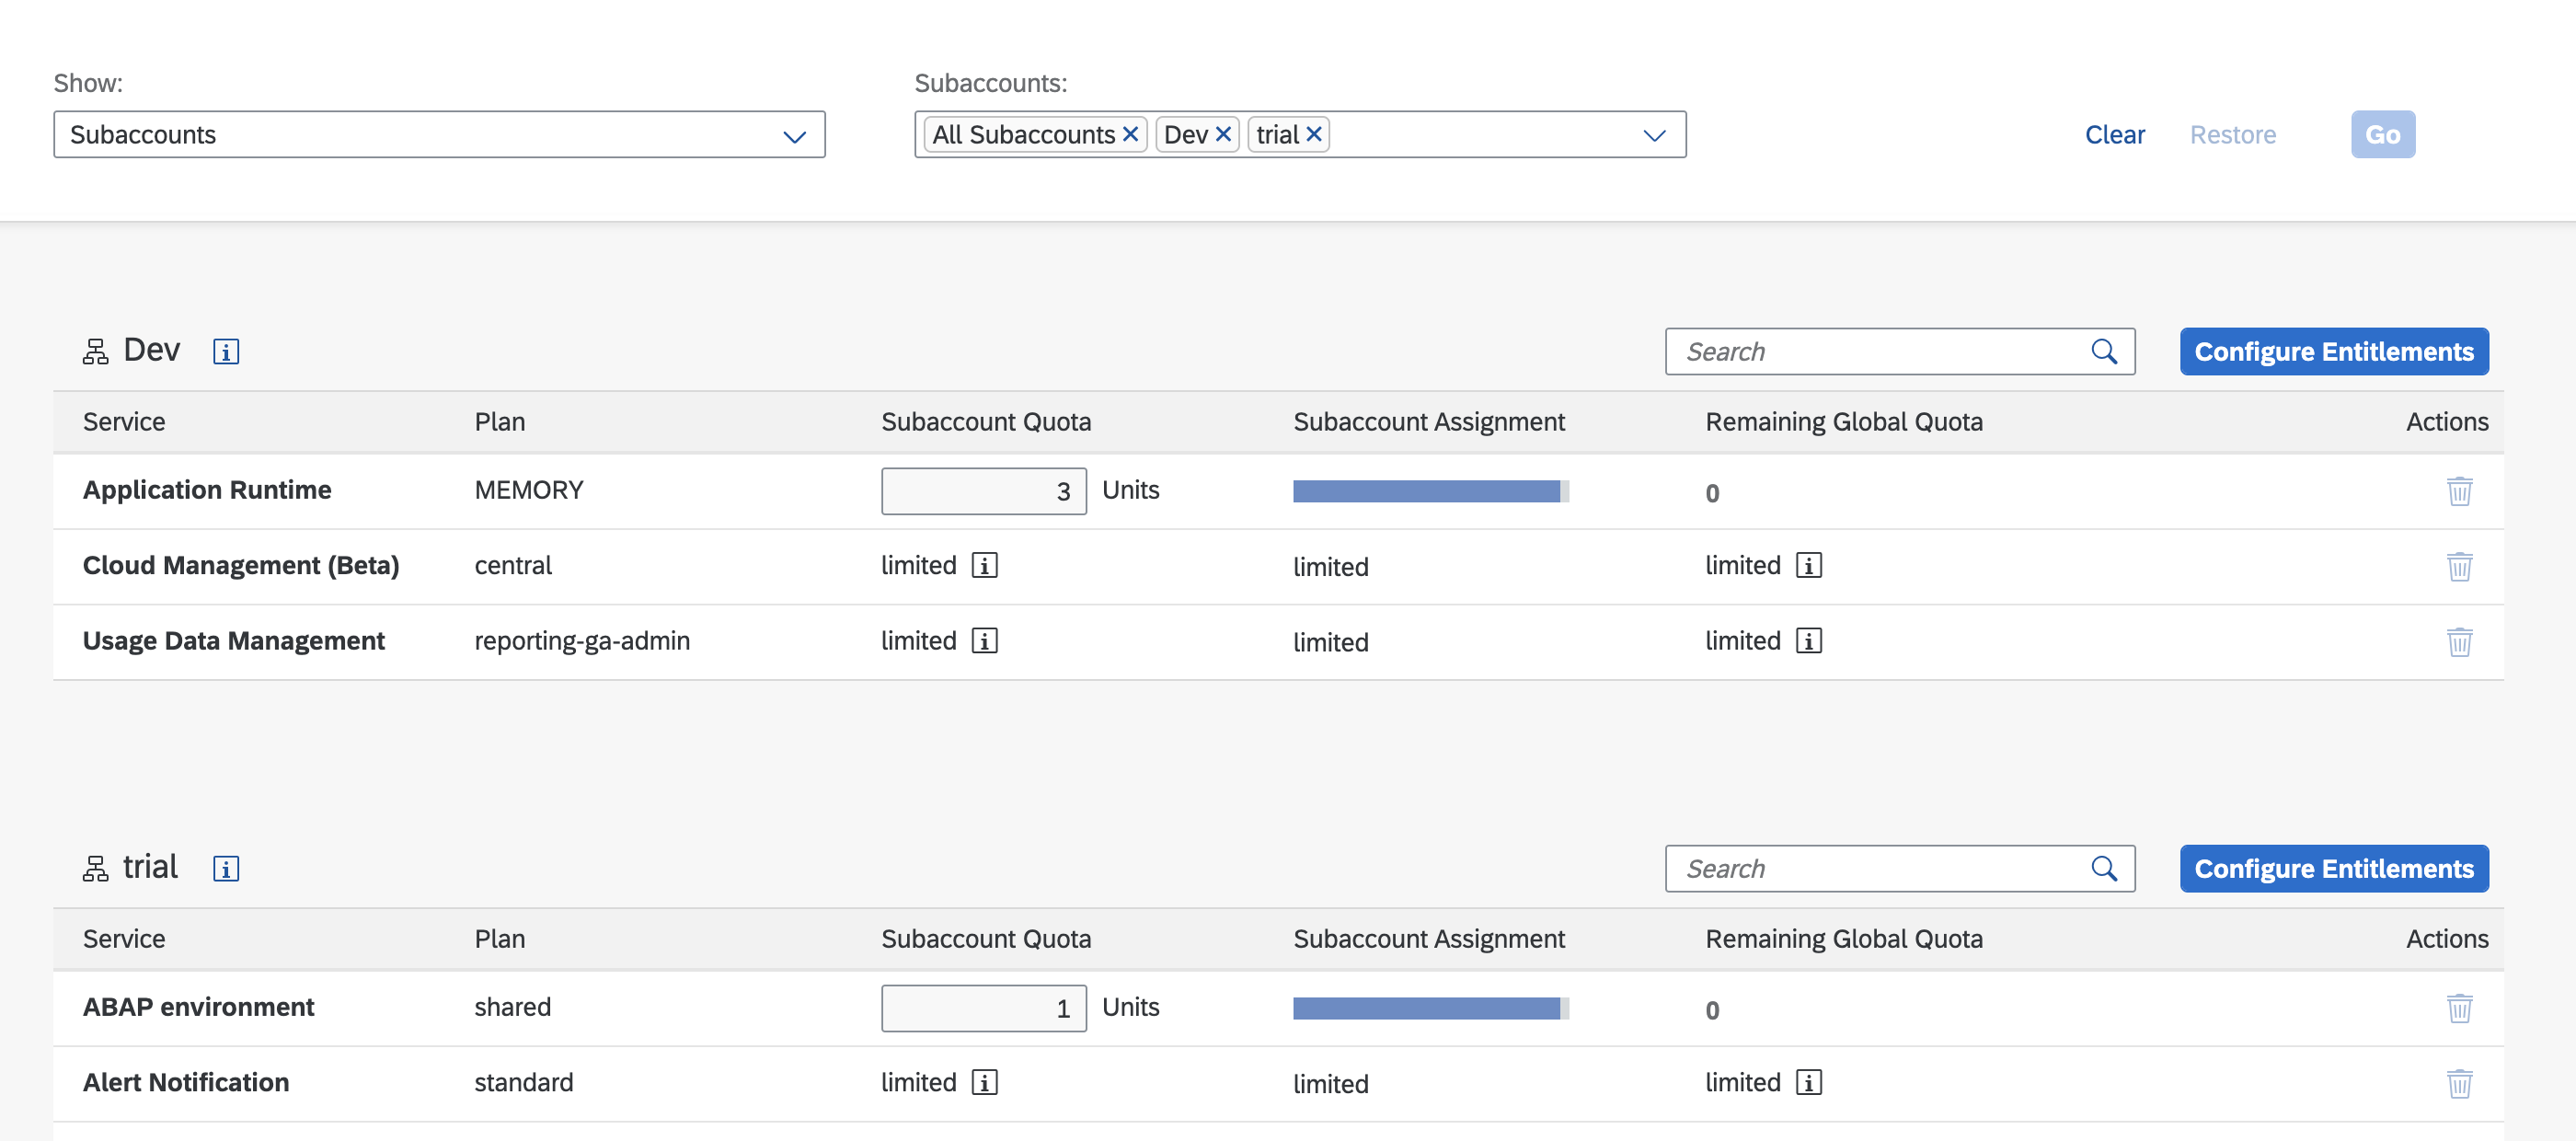 Show: Subaccounts:
Subaccounts All Subaccounts Dev trial Clear Restore Go
Dev Search Configure Entitlements
Service Plan Subaccount Quota Subaccount Assignment Remaining Global Quota Actions
Application Runtime MEMORY 3 Units 0
Cloud Management (Beta) central limited limited limited
Usage Data Management reporting-ga-admin limited limited limited
trial Search Configure Entitlements
Service Plan Subaccount Quota Subaccount Assignment Remaining Global Quota Actions
ABAP environment shared 1 Units 0
Alert Notification standard limited limited limited